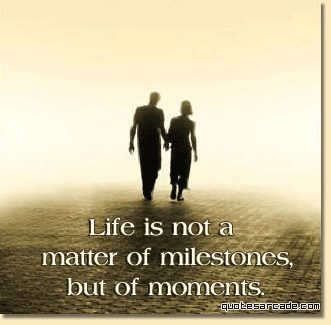 Life is not a
matter of milestones,
but of moments.
quotesarcade.com